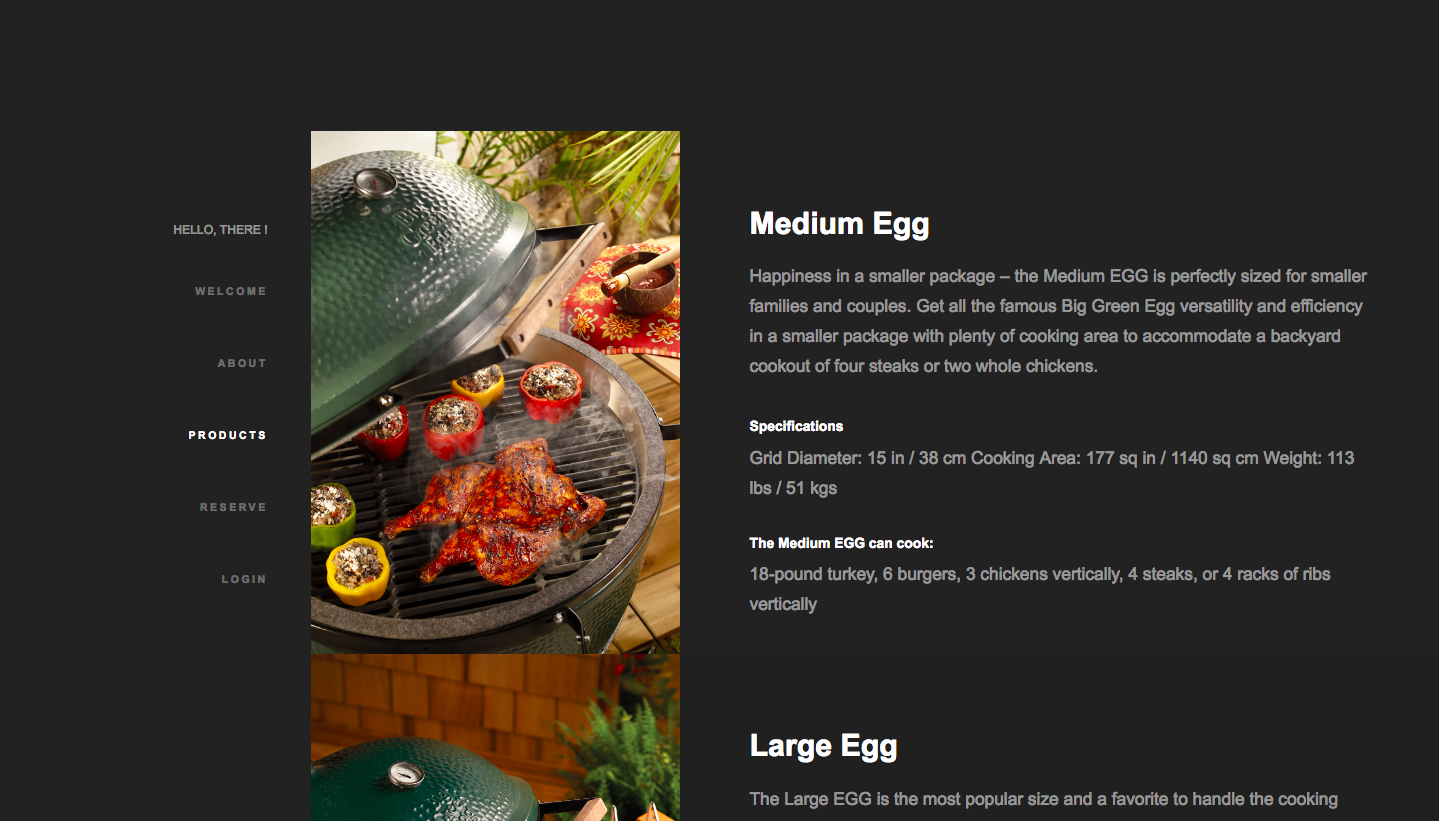 HELLO, THERE !
WELCOME
ABOUT
PRODUCTS
RESERVE
LOGIN
Medium Egg
Happiness in a smaller package – the Medium EGG is perfectly sized for smaller
families and couples. Get all the famous Big Green Egg versatility and efficiency
in a smaller package with plenty of cooking area to accommodate a backyard
cookout of four steaks or two whole chickens.
Specifications
Grid Diameter: 15 in / 38 cm Cooking Area: 177 sq in / 1140 sq cm Weight: 113
lbs / 51 kgs
The Medium EGG can cook:
18-pound turkey, 6 burgers, 3 chickens vertically, 4 steaks, or 4 racks of ribs
vertically
Large Egg
The Large EGG is the most popular size and a favorite to handle the cooking